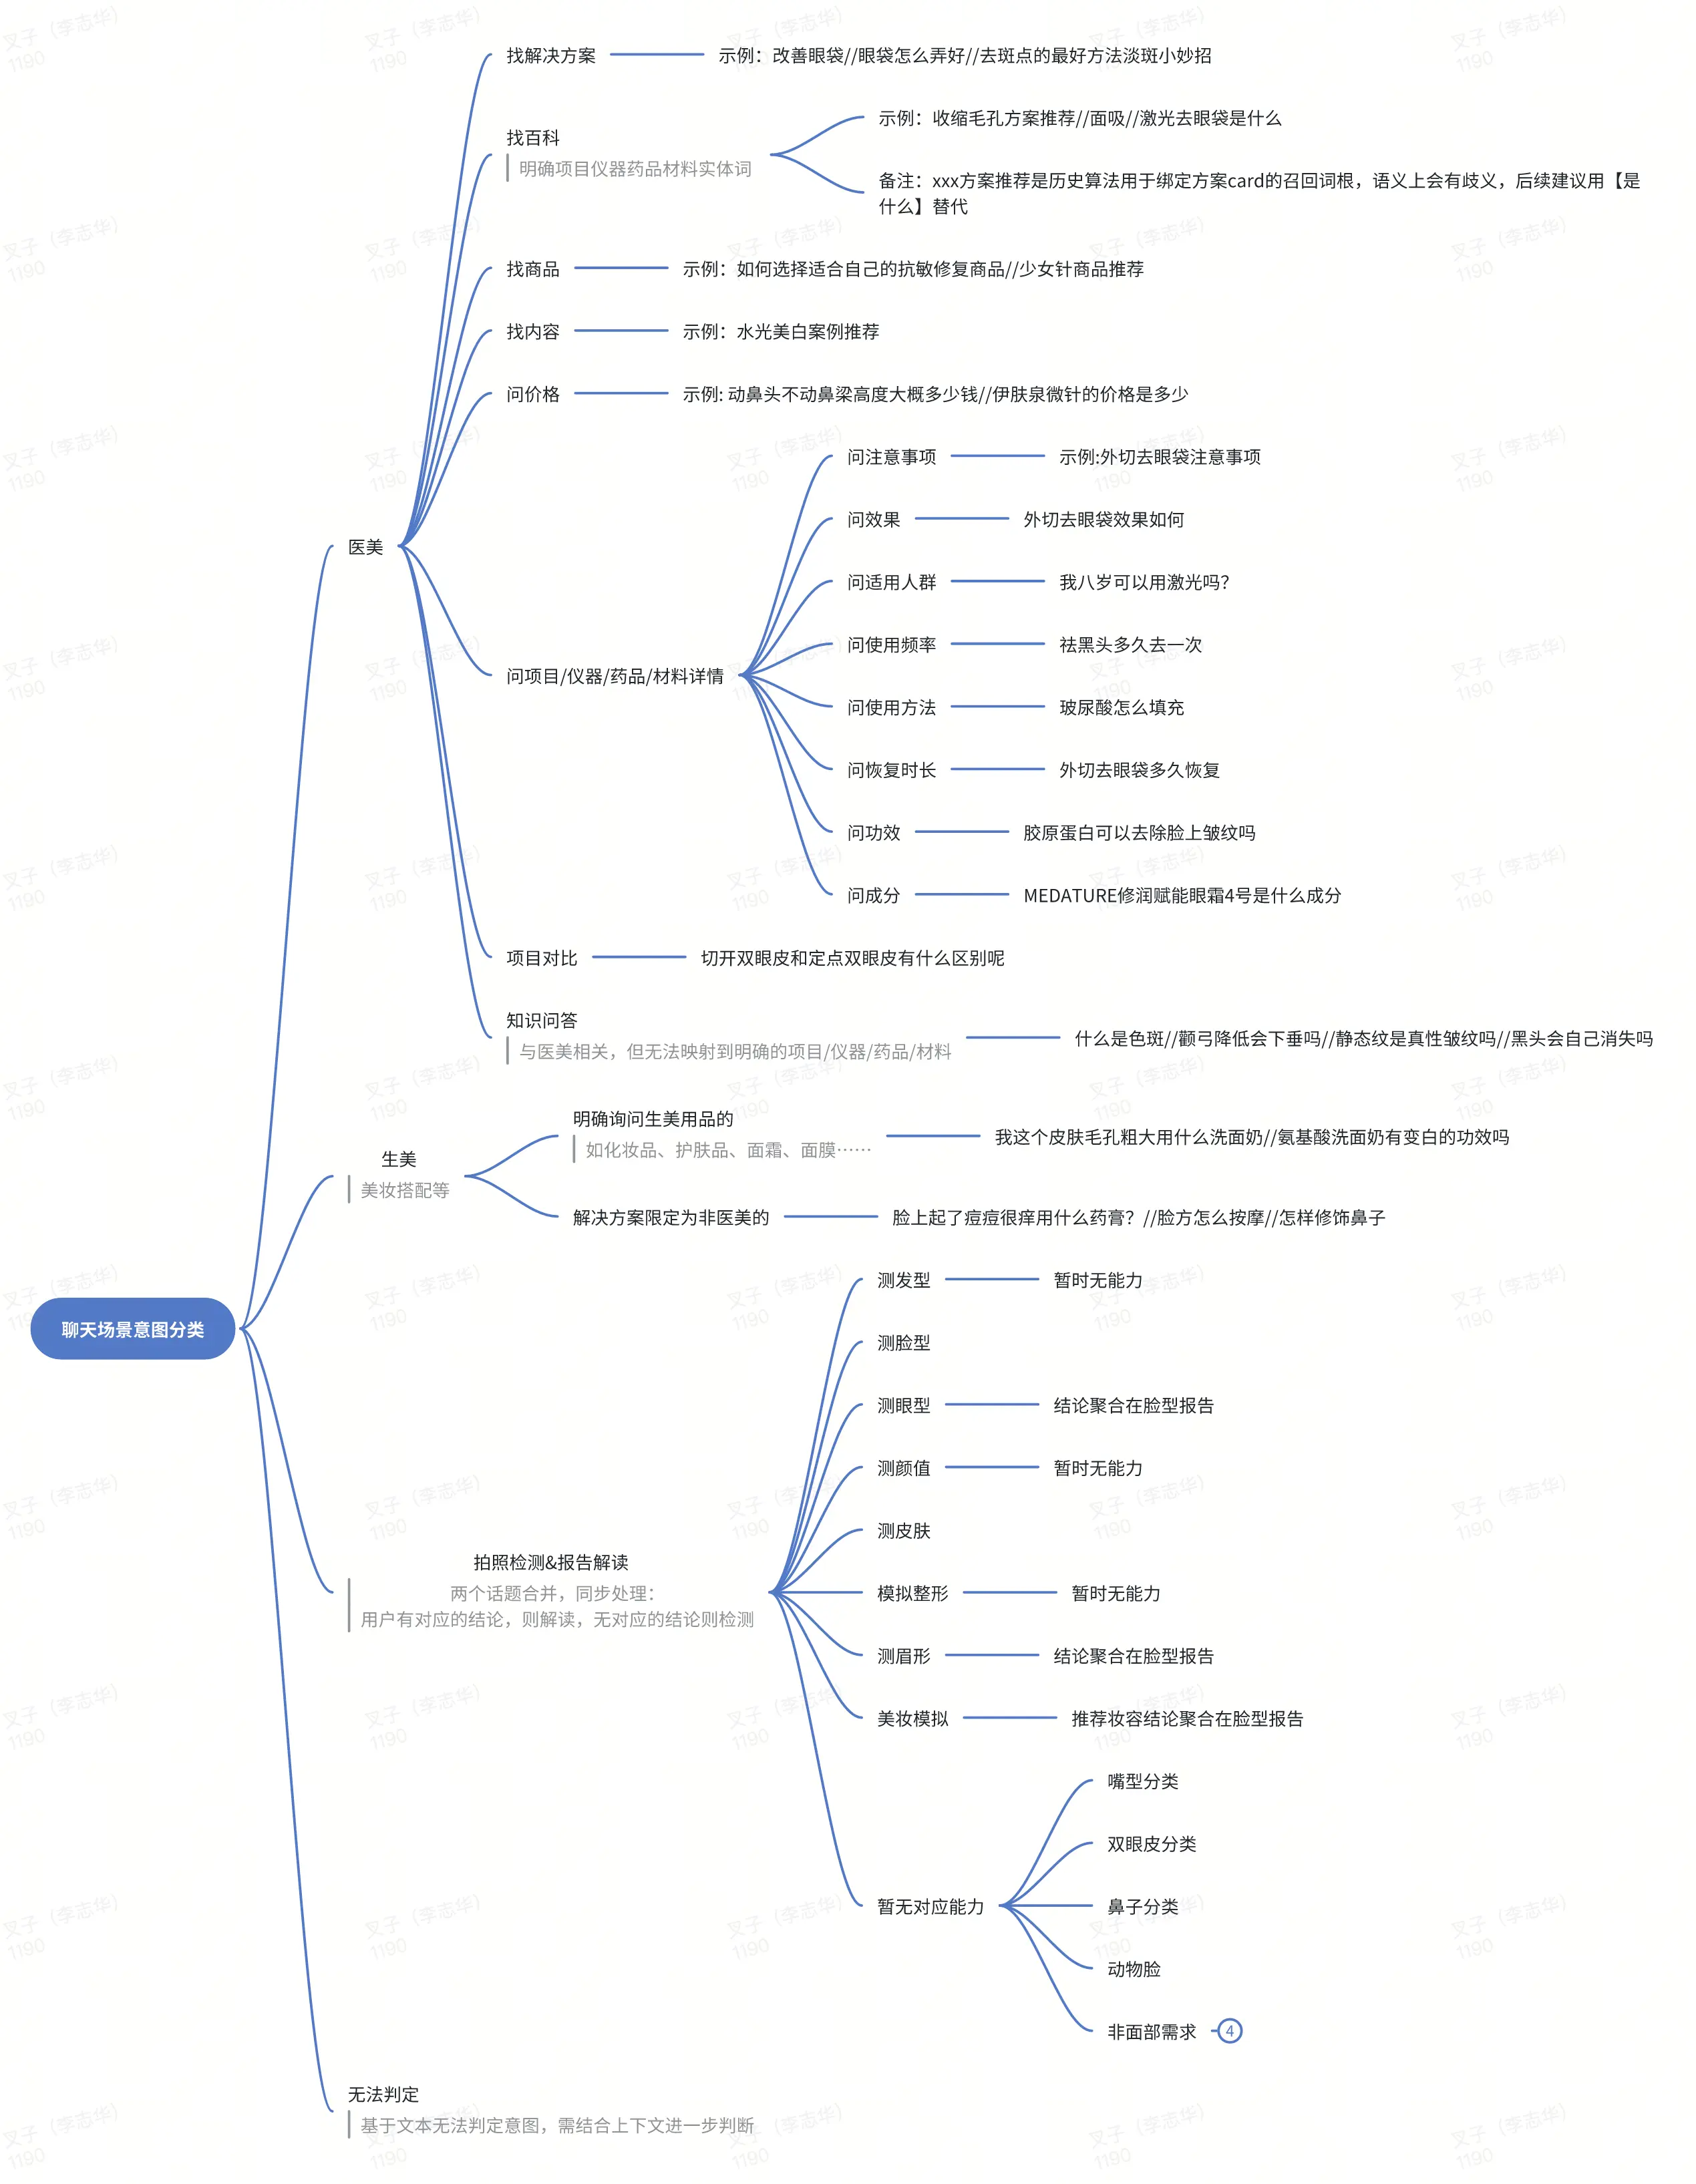 找解决方案
示例：改善眼袋//眼袋怎么弄好//去斑点的最好方法淡斑小妙招
找百科
明确项目仪器药品材料实体词
示例：收缩毛孔方案推荐//面吸//激光去眼袋是什么
备注：xxx方案推荐是历史算法用于绑定方案card的召回词根，语义上会有歧义，后续建议用【是
什么】替代
找商品
示例：如何选择适合自己的抗敏修复商品//少女针商品推荐
找内容
示例：水光美白案例推荐
问价格
示例: 动鼻头不动鼻梁高度大概多少钱//伊肤泉微针的价格是多少
医美
问项目/仪器/药品/材料详情
问注意事项
示例:外切去眼袋注意事项
问效果
外切去眼袋效果如何
问适用人群
我八岁可以用激光吗?
问使用频率
祛黑头多久去一次
问使用方法
玻尿酸怎么填充
问恢复时长
外切去眼袋多久恢复
问功效
胶原蛋白可以去除脸上皱纹吗
问成分
MEDATURE修润赋能眼霜4号是什么成分
项目对比
切开双眼皮和定点双眼皮有什么区别呢
知识问答
与医美相关，但无法映射到明确的项目/仪器/药品/材料
什么是色斑//颧弓降低会下垂吗//静态纹是真性皱纹吗//黑头会自己消失吗
生美
美妆搭配等
明确询问生美用品的
如化妆品、护肤品、面霜、面膜……
我这个皮肤毛孔粗大用什么洗面奶//氨基酸洗面奶有变白的功效吗
解决方案限定为非医美的
脸上起了痘痘很痒用什么药膏？//脸方怎么按摩//怎样修饰鼻子
聊天场景意图分类
拍照检测&报告解读
两个话题合并，同步处理：
用户有对应的结论，则解读，无对应的结论则检测
测发型
暂时无能力
测脸型
测眼型
结论聚合在脸型报告
测颜值
暂时无能力
测皮肤
模拟整形
暂时无能力
测眉形
结论聚合在脸型报告
美妆模拟
推荐妆容结论聚合在脸型报告
暂无对应能力
嘴型分类
双眼皮分类
鼻子分类
动物脸
非面部需求
4
无法判定
基于文本无法判定意图，需结合上下文进一步判断
叉子（李志华）
1190